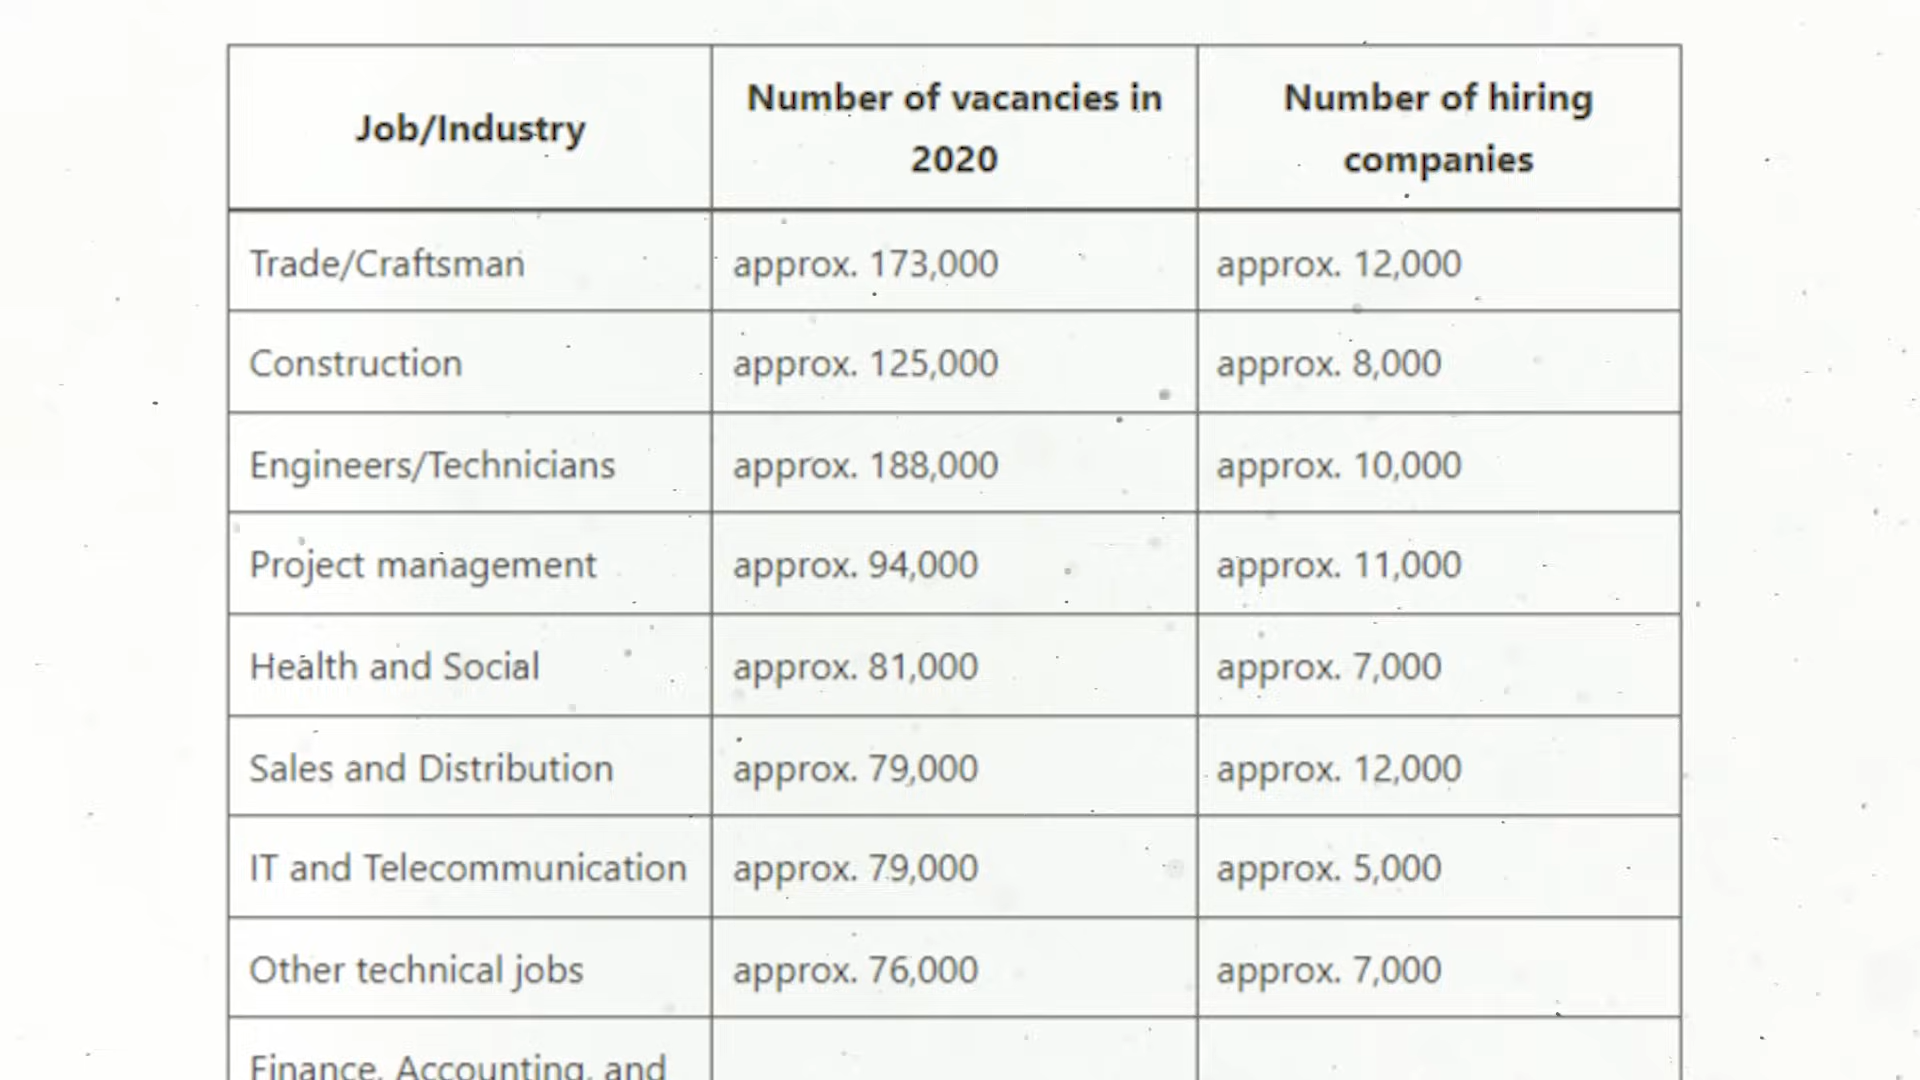 Job/Industry
Number of vacancies in
2020
Number of hiring
companies
Trade/Craftsman approx. 173,000 approx. 12,000
Construction approx. 125,000 approx. 8,000
Engineers/Technicians approx. 188,000 approx. 10,000
Project management approx. 94,000 approx. 11,000
Health and Social approx. 81,000 approx. 7,000
Sales and Distribution approx. 79,000 approx. 12,000
IT and Telecommunication approx. 79,000 approx. 5,000
Other technical jobs approx. 76,000 approx. 7,000
Finance, Accounting, and